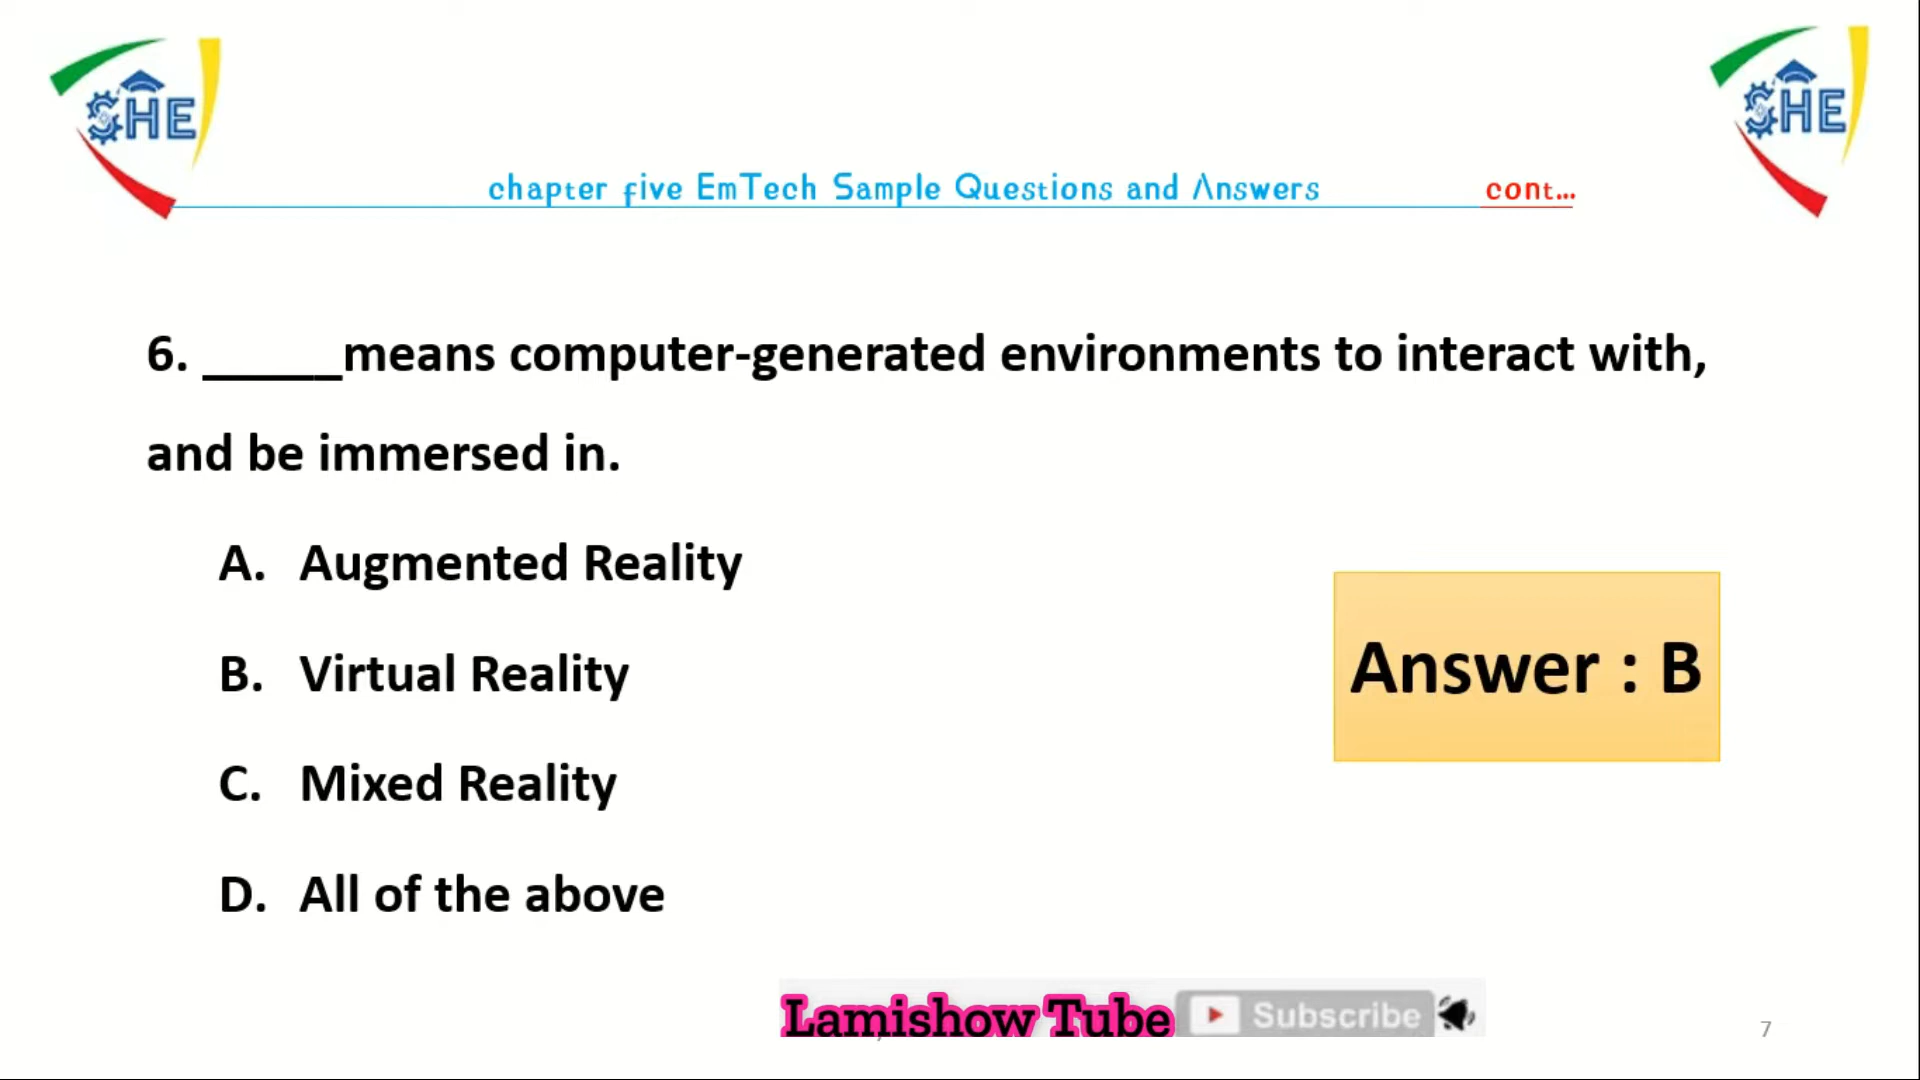 SHE
SHE
chapter five EmTech Sample Questions and Answers cont...
6. _____means computer-generated environments to interact with,
and be immersed in.
A. Augmented Reality
B. Virtual Reality
C. Mixed Reality
D. All of the above
Answer : B
Lamishow Tube
Subscribe
7